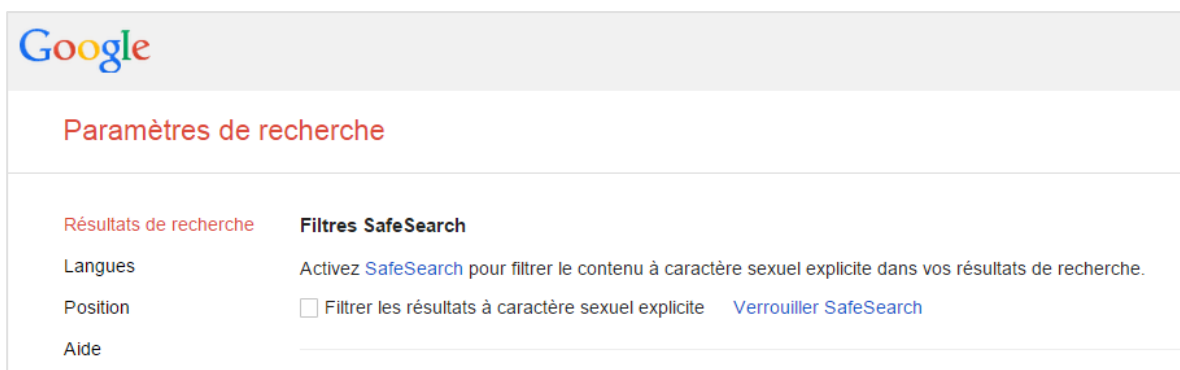 Google
Paramètres de recherche
Résultats de recherche
Langues
Position
Aide
Filtres SafeSearch
Activez SafeSearch pour filtrer le contenu à caractère sexuel explicite dans vos résultats de recherche.
Filtrer les résultats à caractère sexuel explicite Verrouiller SafeSearch